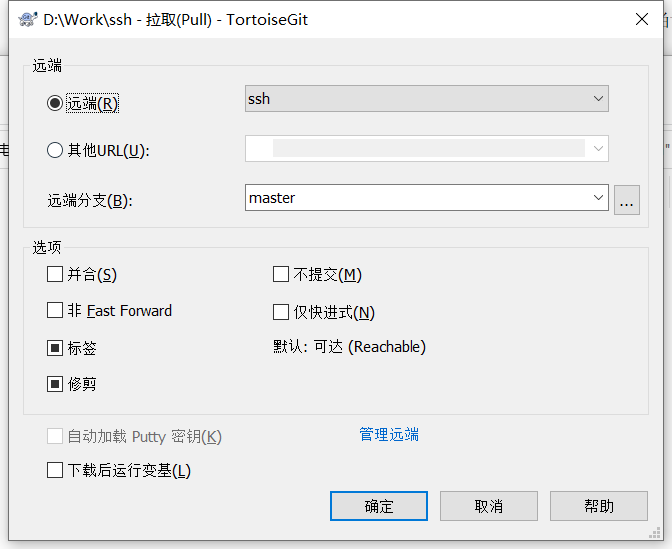 D:\Work\ssh - 拉取(Pull) - TortoiseGit
远端
远端(R)
ssh
其他URL(U):
远端分支(B):
master
...
选项
并合(S)
不提交(M)
非 Fast Forward
仅快进式(N)
标签
默认: 可达 (Reachable)
修剪
自动加载 Putty 密钥(K)
管理远端
下载后运行变基(L)
确定
取消
帮助